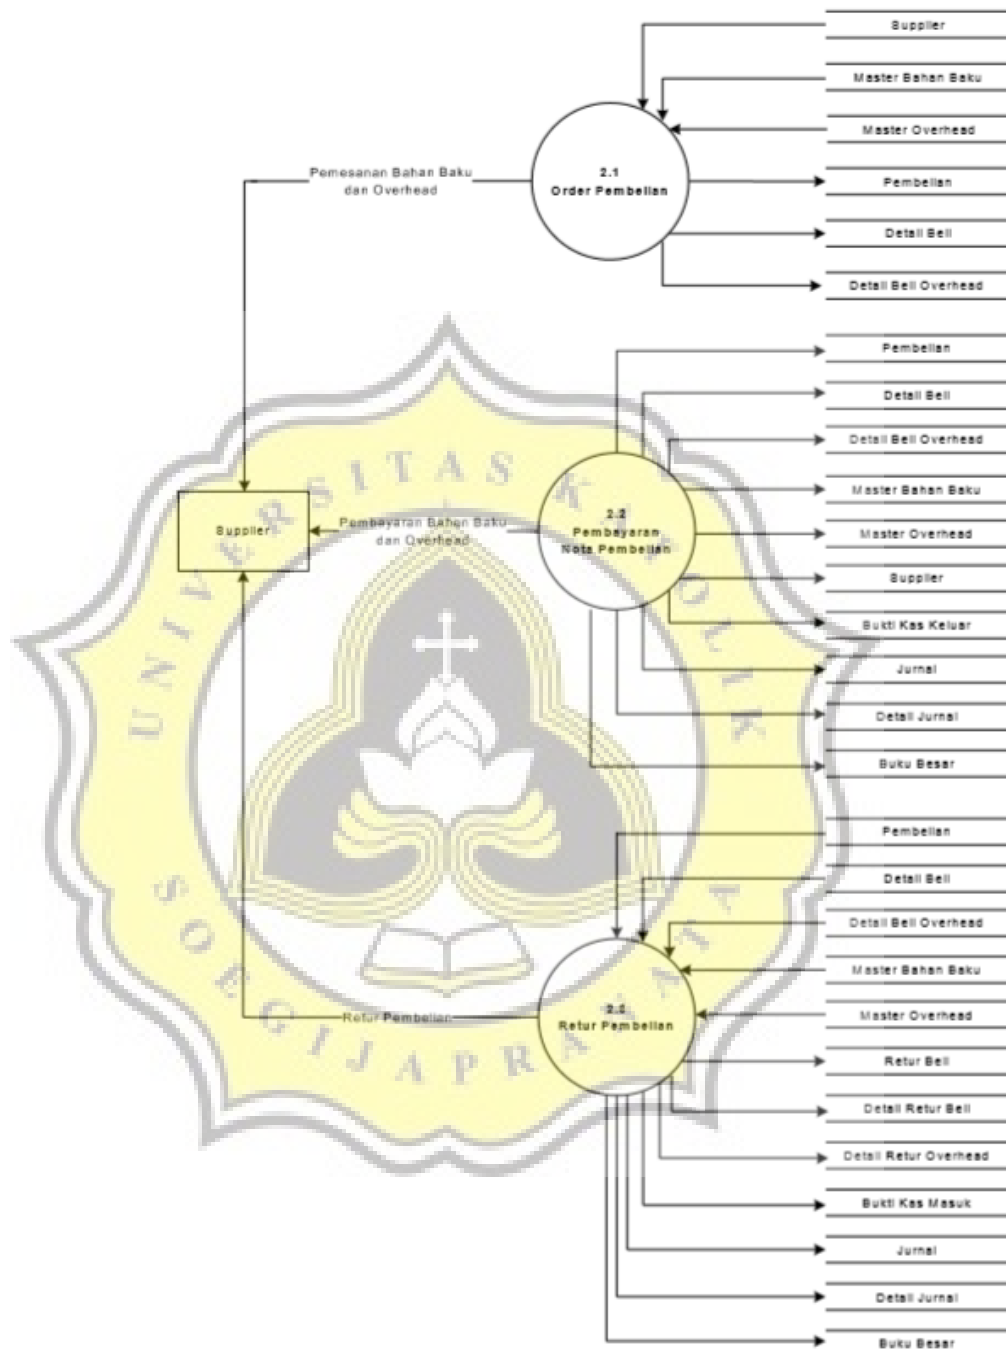 Supplier
Master Bahan Baku
Master Overhead
2.1
Order Pembelian
Pemesanan Bahan Baku
dan Overhead
Pembelian
Detail Beli
Detail Beli Overhead
Pembelian
Detail Beli
Detail Beli Overhead
Master Bahan Baku
2.2
Pembayaran
Nota Pembelian
Pembayaran Bahan Baku
dan Overhead
Supplier
Master Overhead
Supplier
Bukti Kas Keluar
Jurnal
Detail Jurnal
Buku Besar
Pembelian
Detail Beli
Detail Beli Overhead
Master Bahan Baku
2.3
Retur Pembelian
Retur Pembelian
Master Overhead
Retur Beli
Detail Retur Beli
Detail Retur Overhead
Bukti Kas Masuk
Jurnal
Detail Jurnal
Buku Besar
UNIVERSITAS KATOLIK
SOEGIJAPRANATA